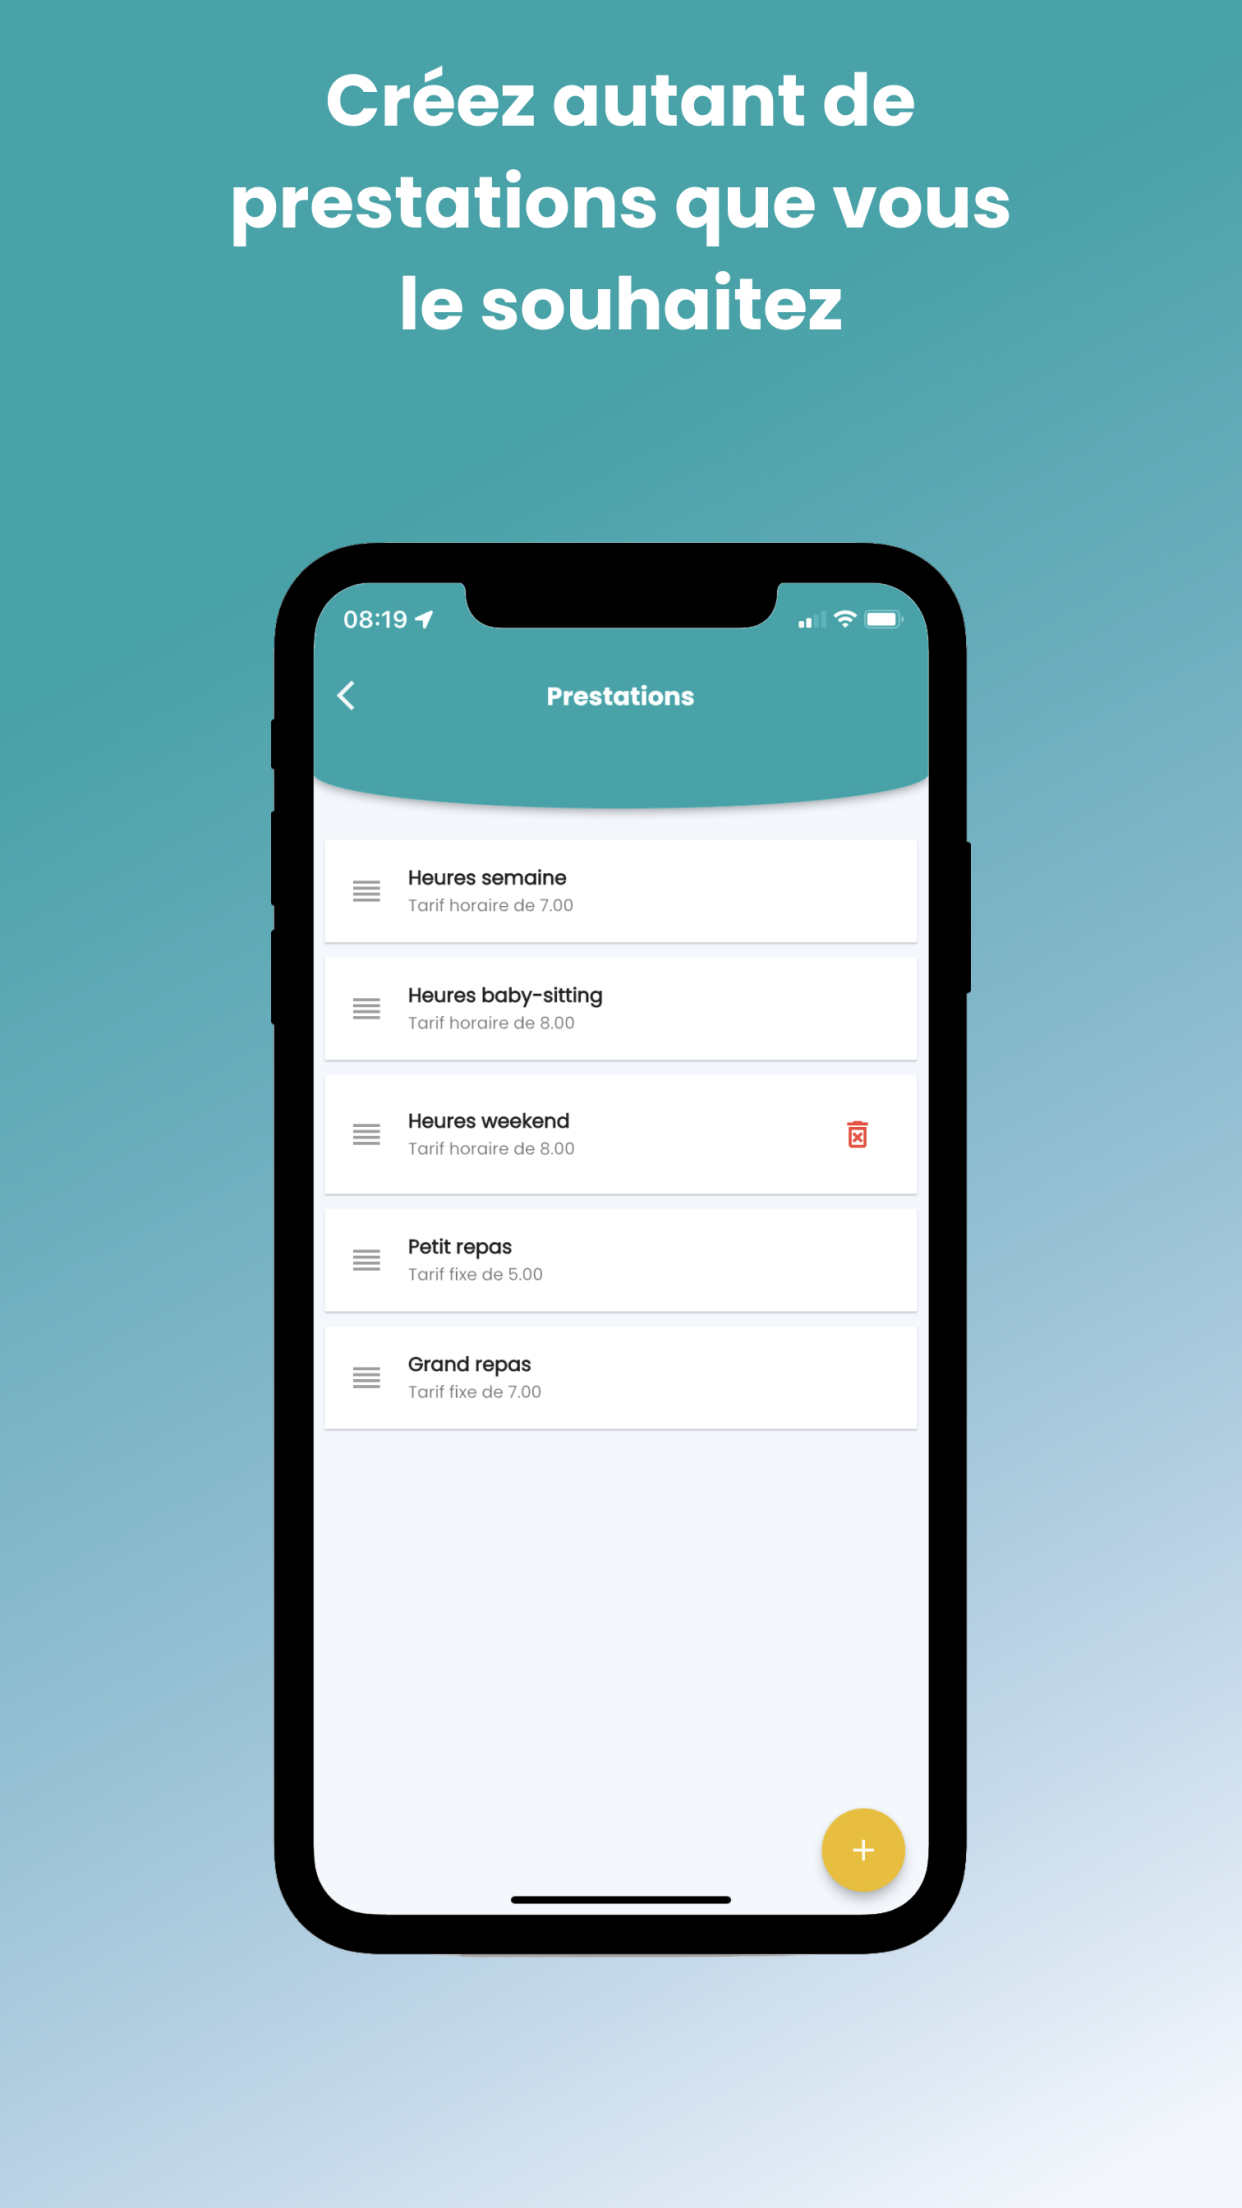 Créez autant de
prestations que vous
le souhaitez
08:19
Prestations
Heures semaine
Tarif horaire de 7.00
Heures baby-sitting
Tarif horaire de 8.00
Heures weekend
Tarif horaire de 8.00
Petit repas
Tarif fixe de 5.00
Grand repas
Tarif fixe de 7.00